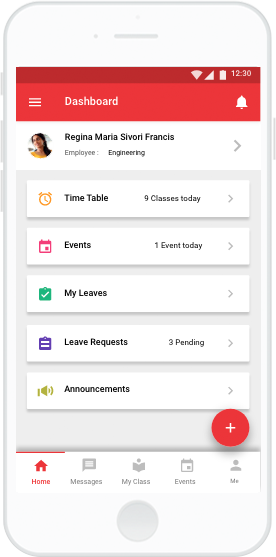 12:30
Dashboard
Regina Maria Sivori Francis
Employee : Engineering
Time Table 9 Classes today
Events 1 Event today
My Leaves
Leave Requests 3 Pending
Announcements
+
Home Messages My Class Events Me